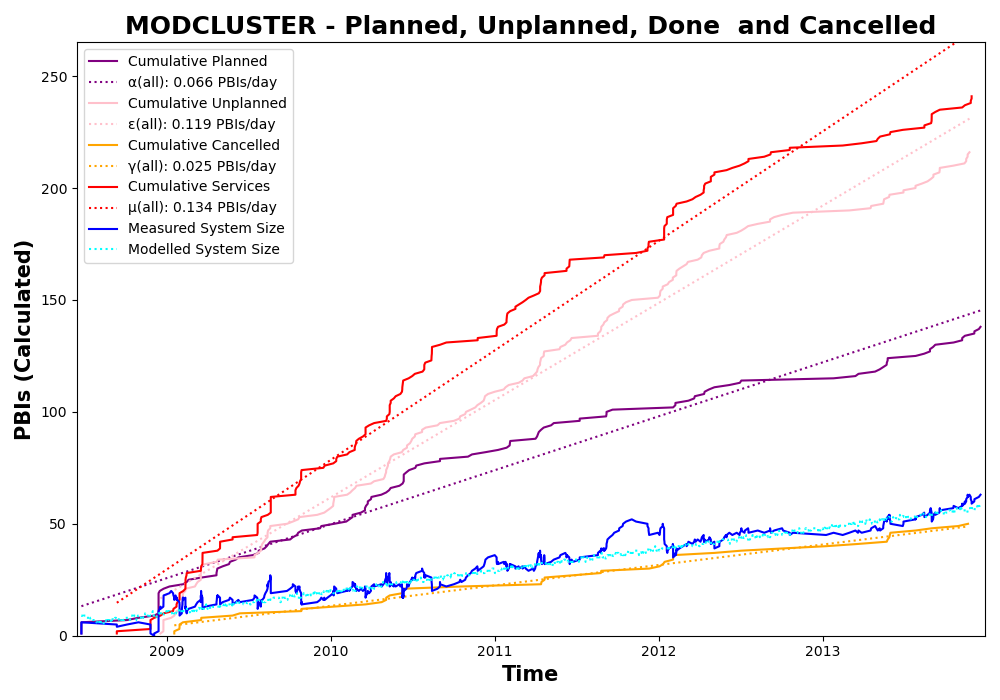 MODCLUSTER - Planned, Unplanned, Done  and Cancelled
Cumulative Planned
α(all): 0.066 PBIs/day
Cumulative Unplanned
ε(all): 0.119 PBIs/day
Cumulative Cancelled
γ(all): 0.025 PBIs/day
Cumulative Services
μ(all): 0.134 PBIs/day
Measured System Size
Modelled System Size
PBIs (Calculated)
250
200
150
100
50
0
2009
2010
2011
2012
2013
Time